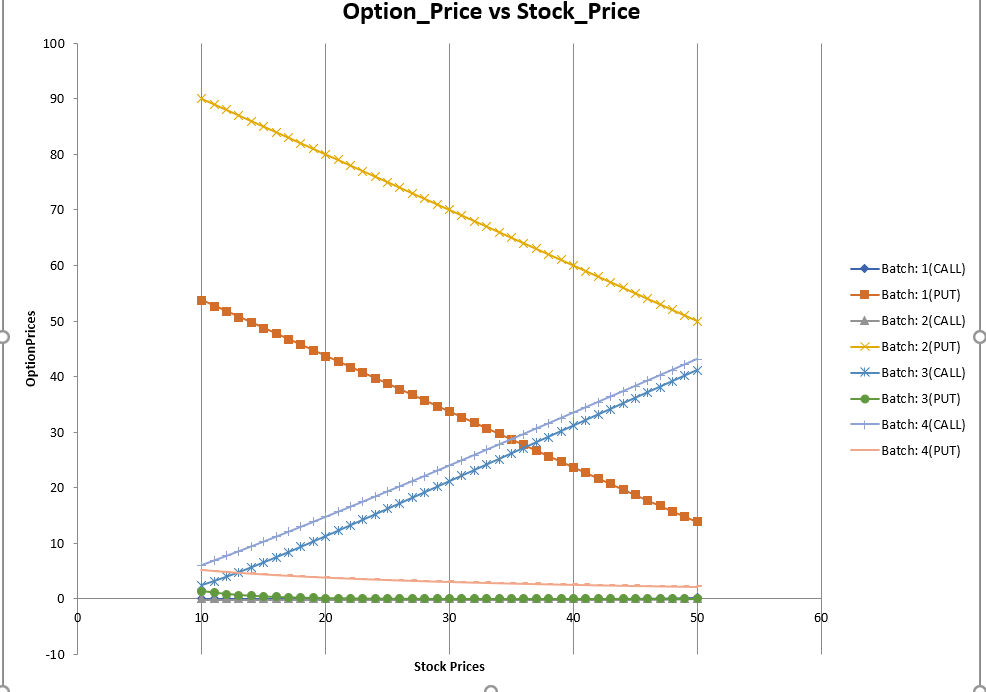 Option_Price vs Stock_Price
100
90
80
70
60
50
40
30
20
10
0
-10
OptionPrices
0
10
20
30
40
50
60
Stock Prices
Batch: 1(CALL)
Batch: 1(PUT)
Batch: 2(CALL)
Batch: 2(PUT)
Batch: 3(CALL)
Batch: 3(PUT)
Batch: 4(CALL)
Batch: 4(PUT)